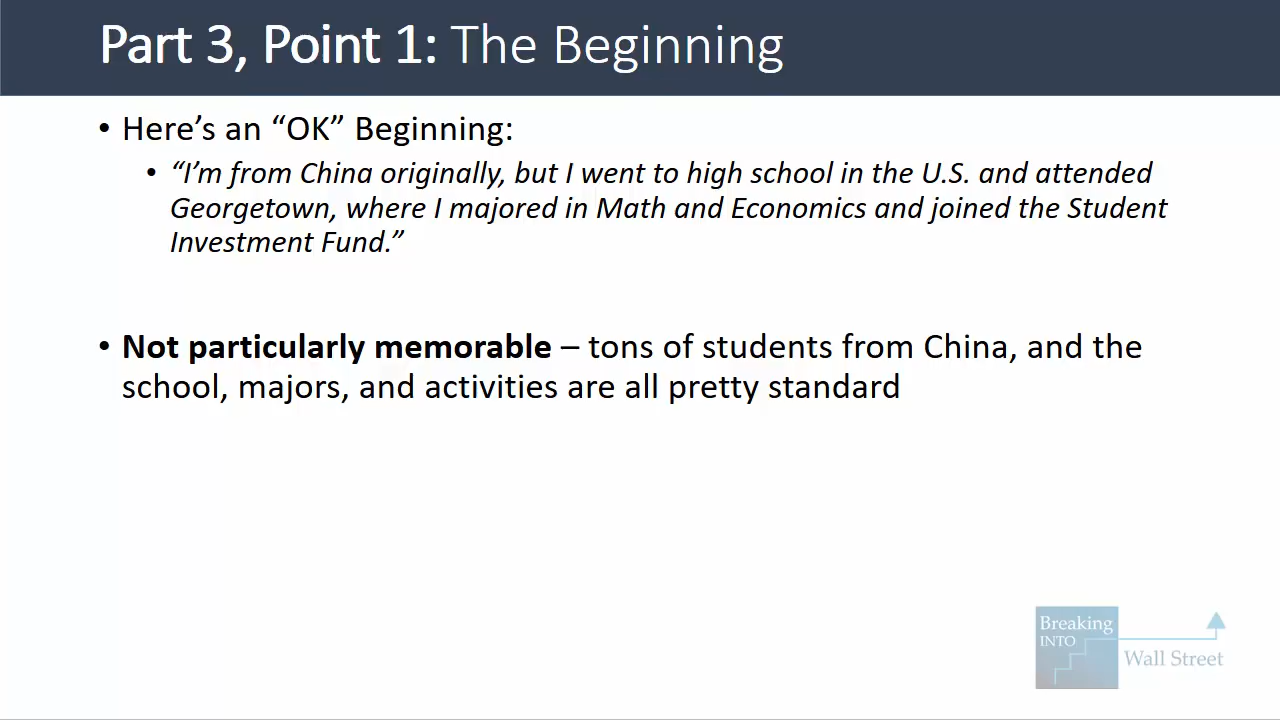 Part 3, Point 1: The Beginning
• Here’s an “OK” Beginning:
• “I’m from China originally, but I went to high school in the U.S. and attended
Georgetown, where I majored in Math and Economics and joined the Student
Investment Fund.”
• Not particularly memorable – tons of students from China, and the
school, majors, and activities are all pretty standard
Breaking
INTO
Wall Street